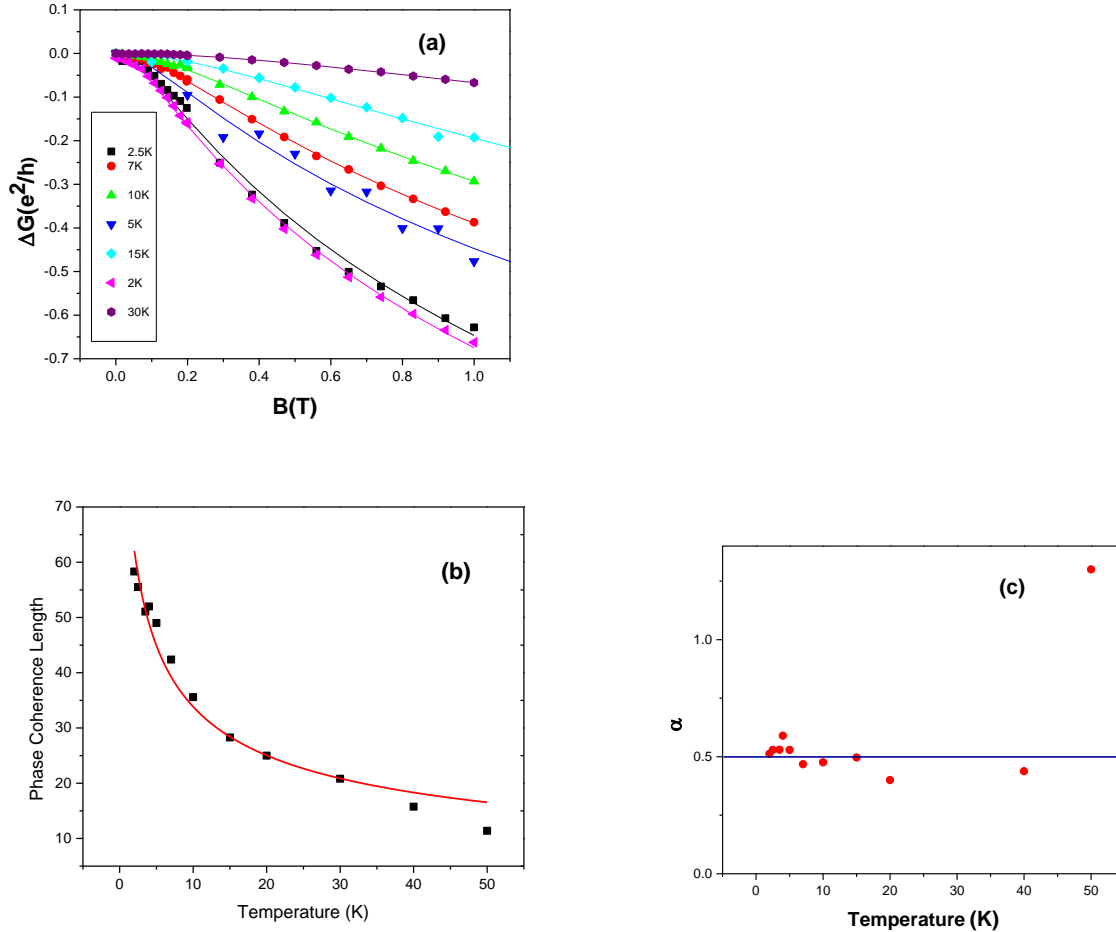 (a)
0.0
-0.1
-0.2
-0.3
-0.4
-0.5
-0.6
-0.7
ΔG(e²/h)
2.5K
7K
10K
5K
15K
2K
30K
0.0 0.2 0.4 0.6 0.8 1.0
B(T)
(b)
70
60
50
40
30
20
10
Phase Coherence Length
0 10 20 30 40 50
Temperature (K)
(c)
1.0
0.5
0.0
α
0 10 20 30 40 50
Temperature (K)